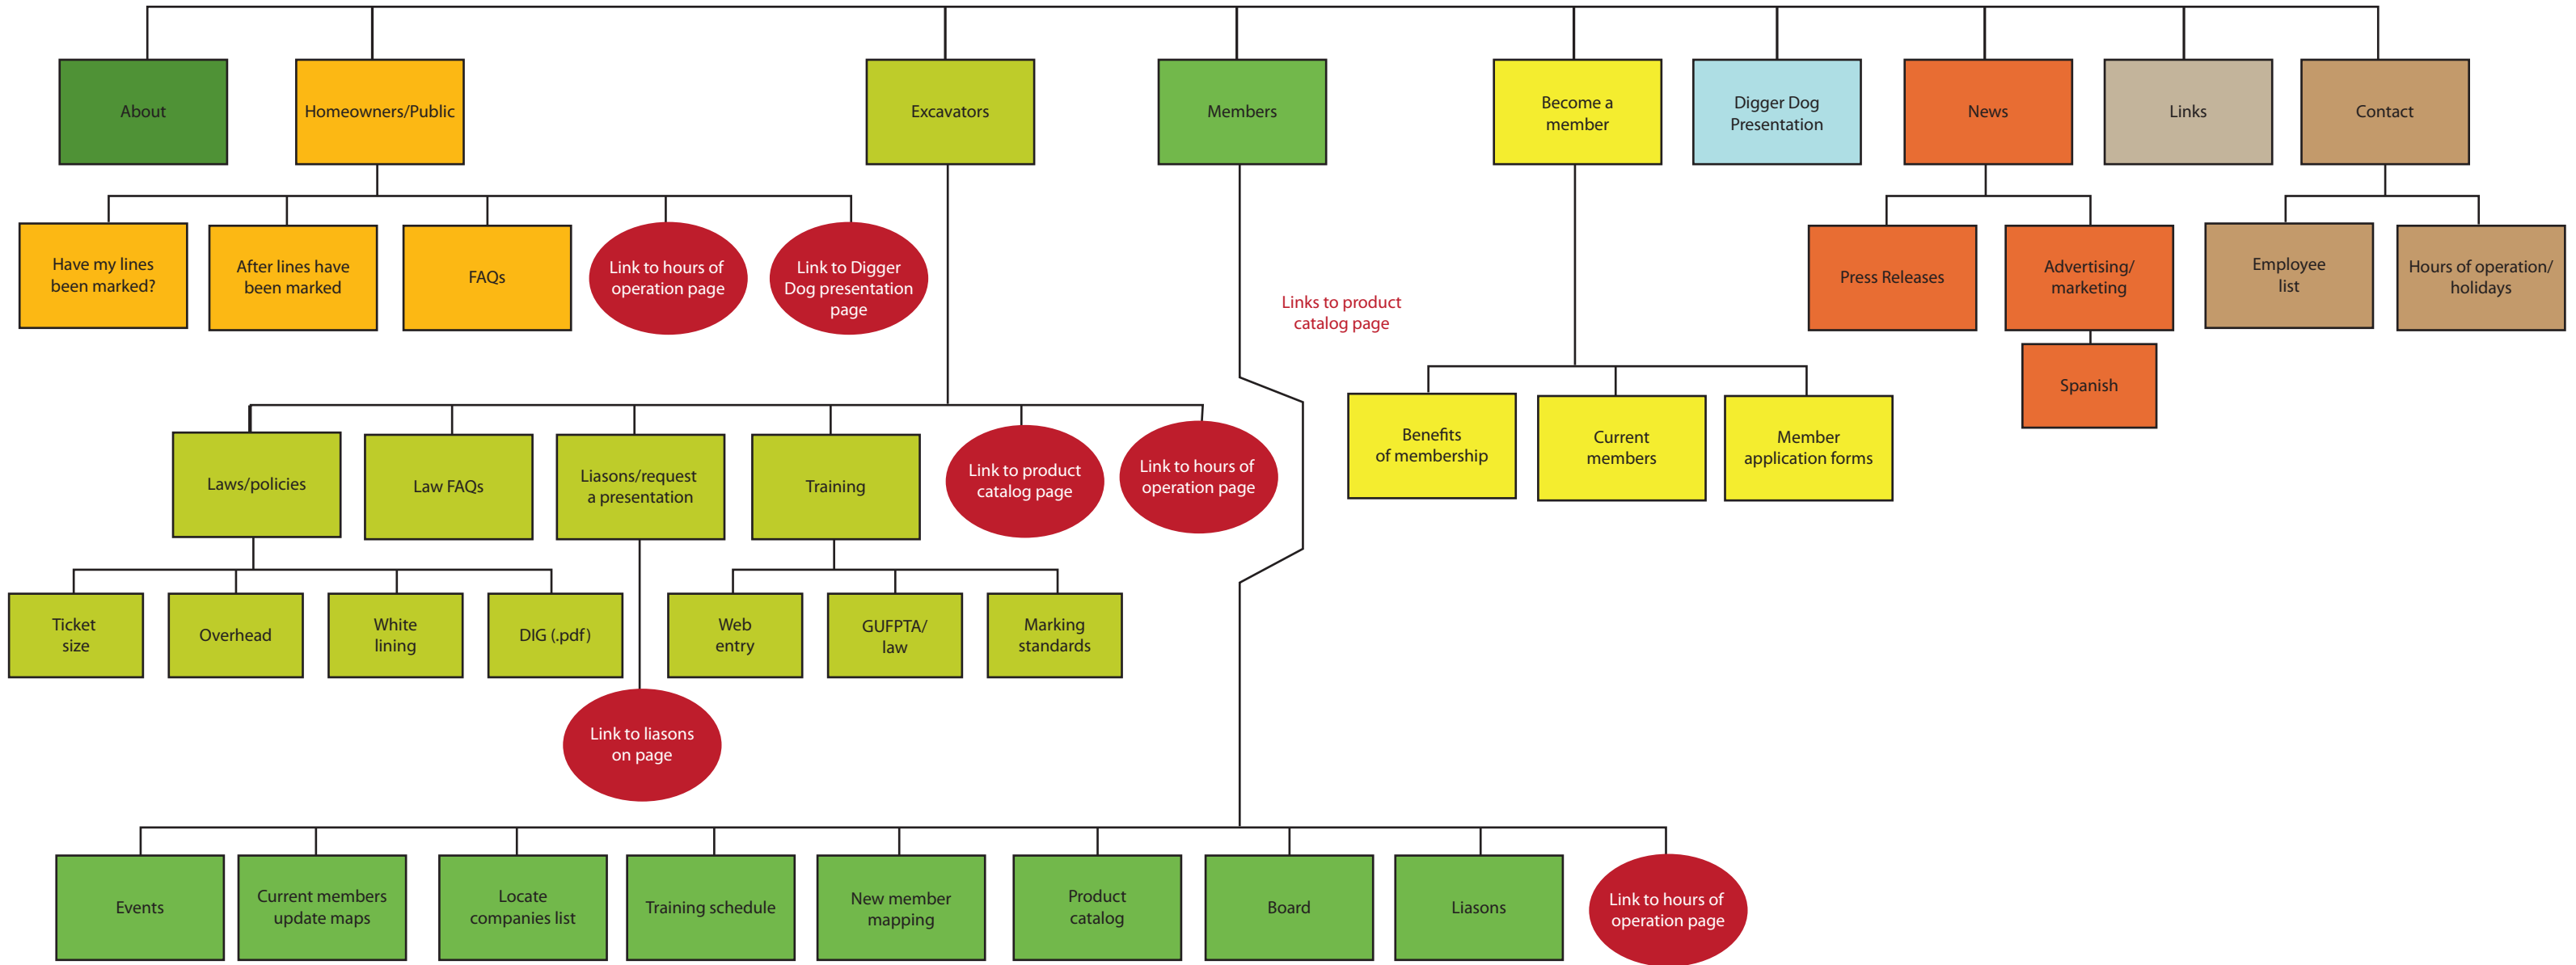 About
Homeowners/Public
Excavators
Members
Become a
member
Digger Dog
Presentation
News
Links
Contact
Have my lines
been marked?
After lines have
been marked
FAQs
Link to hours of
operation page
Link to Digger
Dog presentation
page
Links to product
catalog page
Press Releases
Advertising/
marketing
Employee
list
Hours of operation/
holidays
Spanish
Benefits
of membership
Current
members
Member
application forms
Laws/policies
Law FAQs
Liasons/request
a presentation
Training
Link to product
catalog page
Link to hours of
operation page
Ticket
size
Overhead
White
lining
DIG (.pdf)
Web
entry
GUFPTA/
law
Marking
standards
Link to liasons
on page
Events
Current members
update maps
Locate
companies list
Training schedule
New member
mapping
Product
catalog
Board
Liasons
Link to hours of
operation page